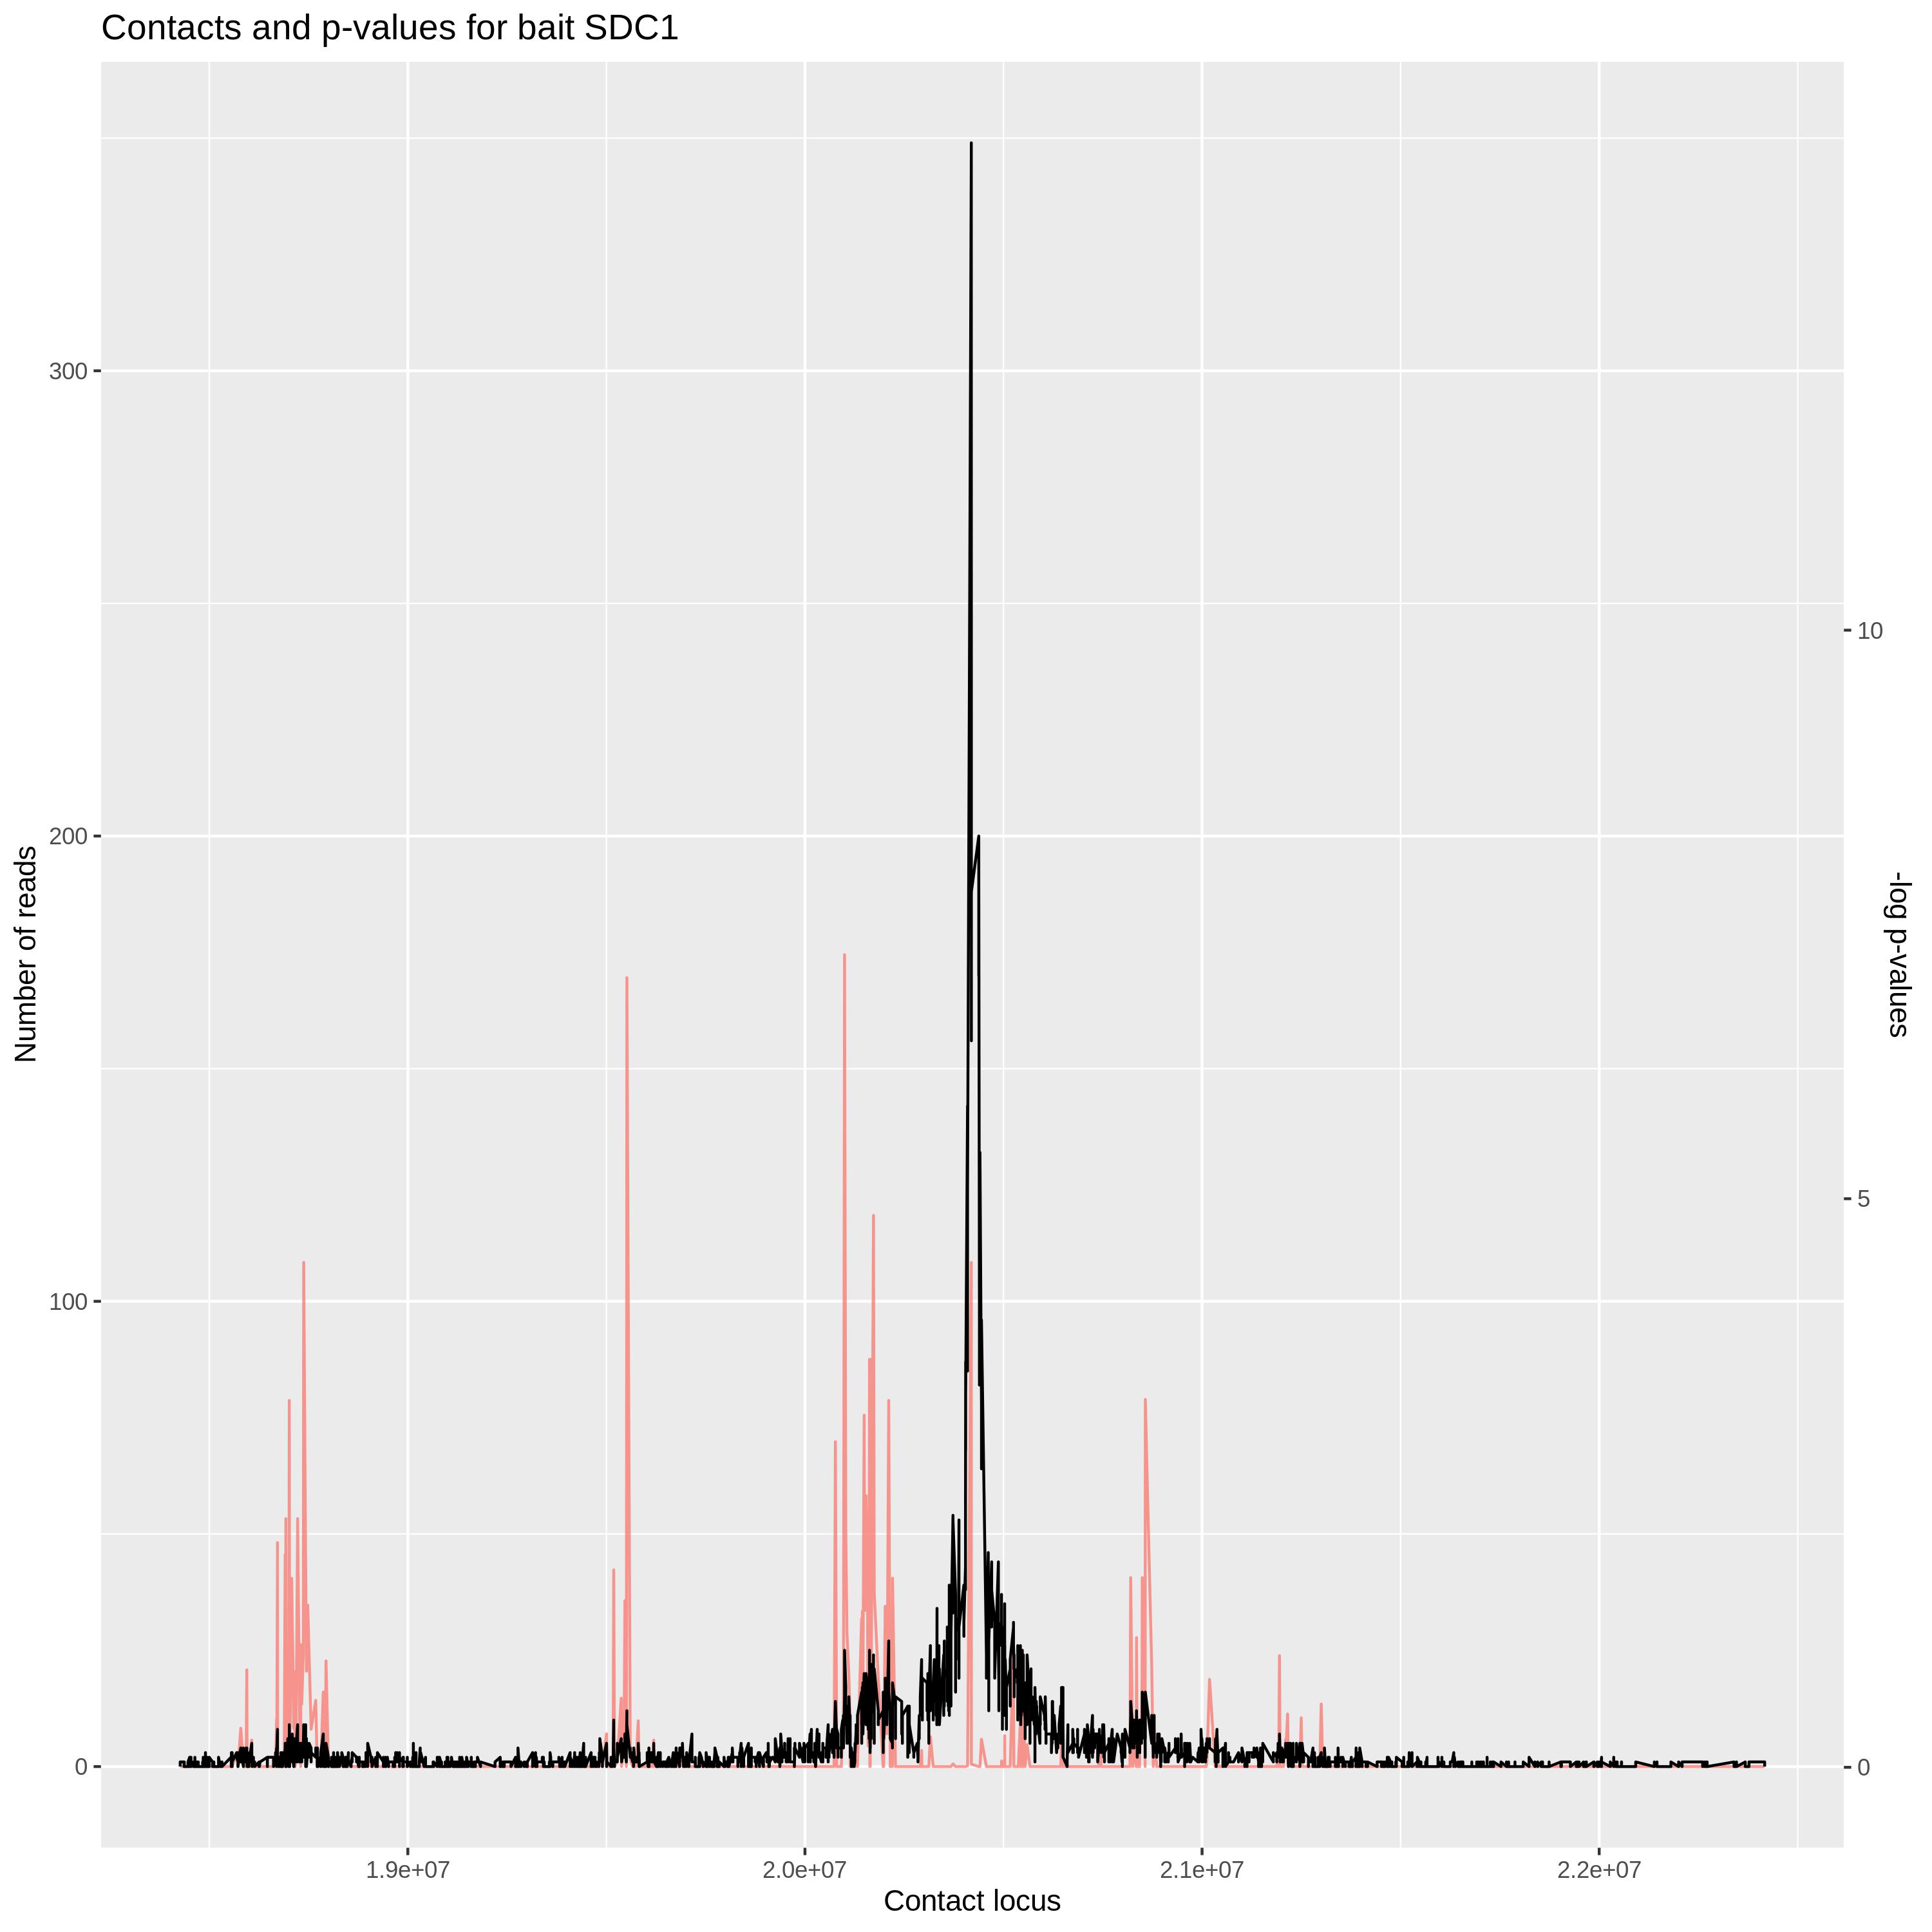 Contacts and p-values for bait SDC1
Number of reads
300
200
100
0
10
5
0
-log p-values
1.9e+07 2.0e+07 2.1e+07 2.2e+07
Contact locus